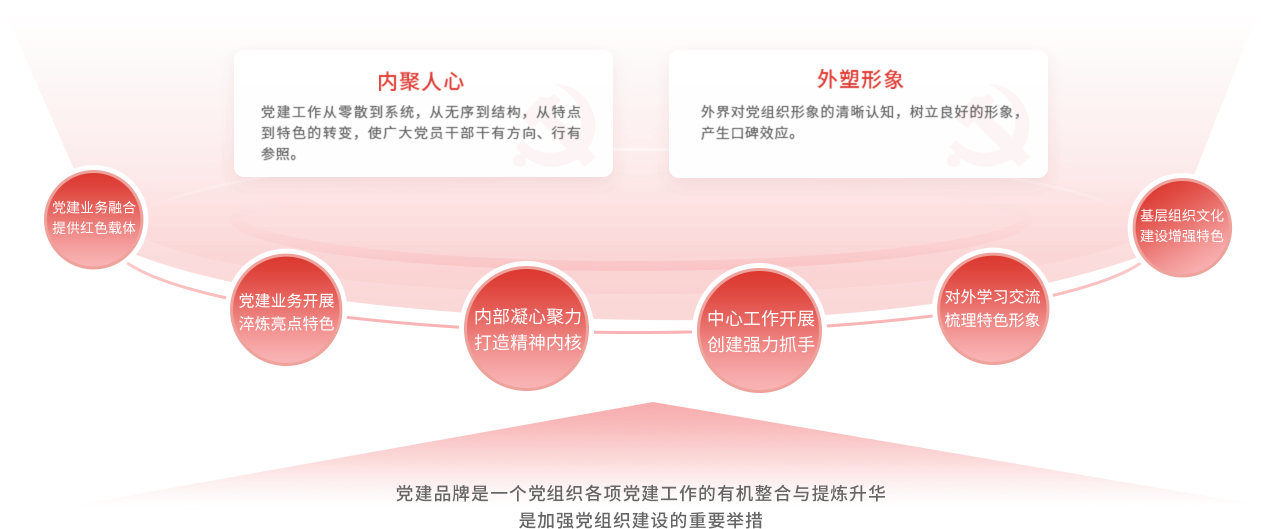 内聚人心
党建工作从零散到系统，从无序到结构，从特点
到特色的转变，使广大党员干部干有方向、行有
参照。
外塑形象
外界对党组织形象的清晰认知，树立良好的形象，
产生口碑效应。
党建业务融合
提供红色载体
党建业务开展
淬炼亮点特色
内部凝心聚力
打造精神内核
中心工作开展
创建强力抓手
对外学习交流
梳理特色形象
基层组织文化
建设增强特色
党建品牌是一个党组织各项党建工作的有机整合与提炼升华
是加强党组织建设的重要举措